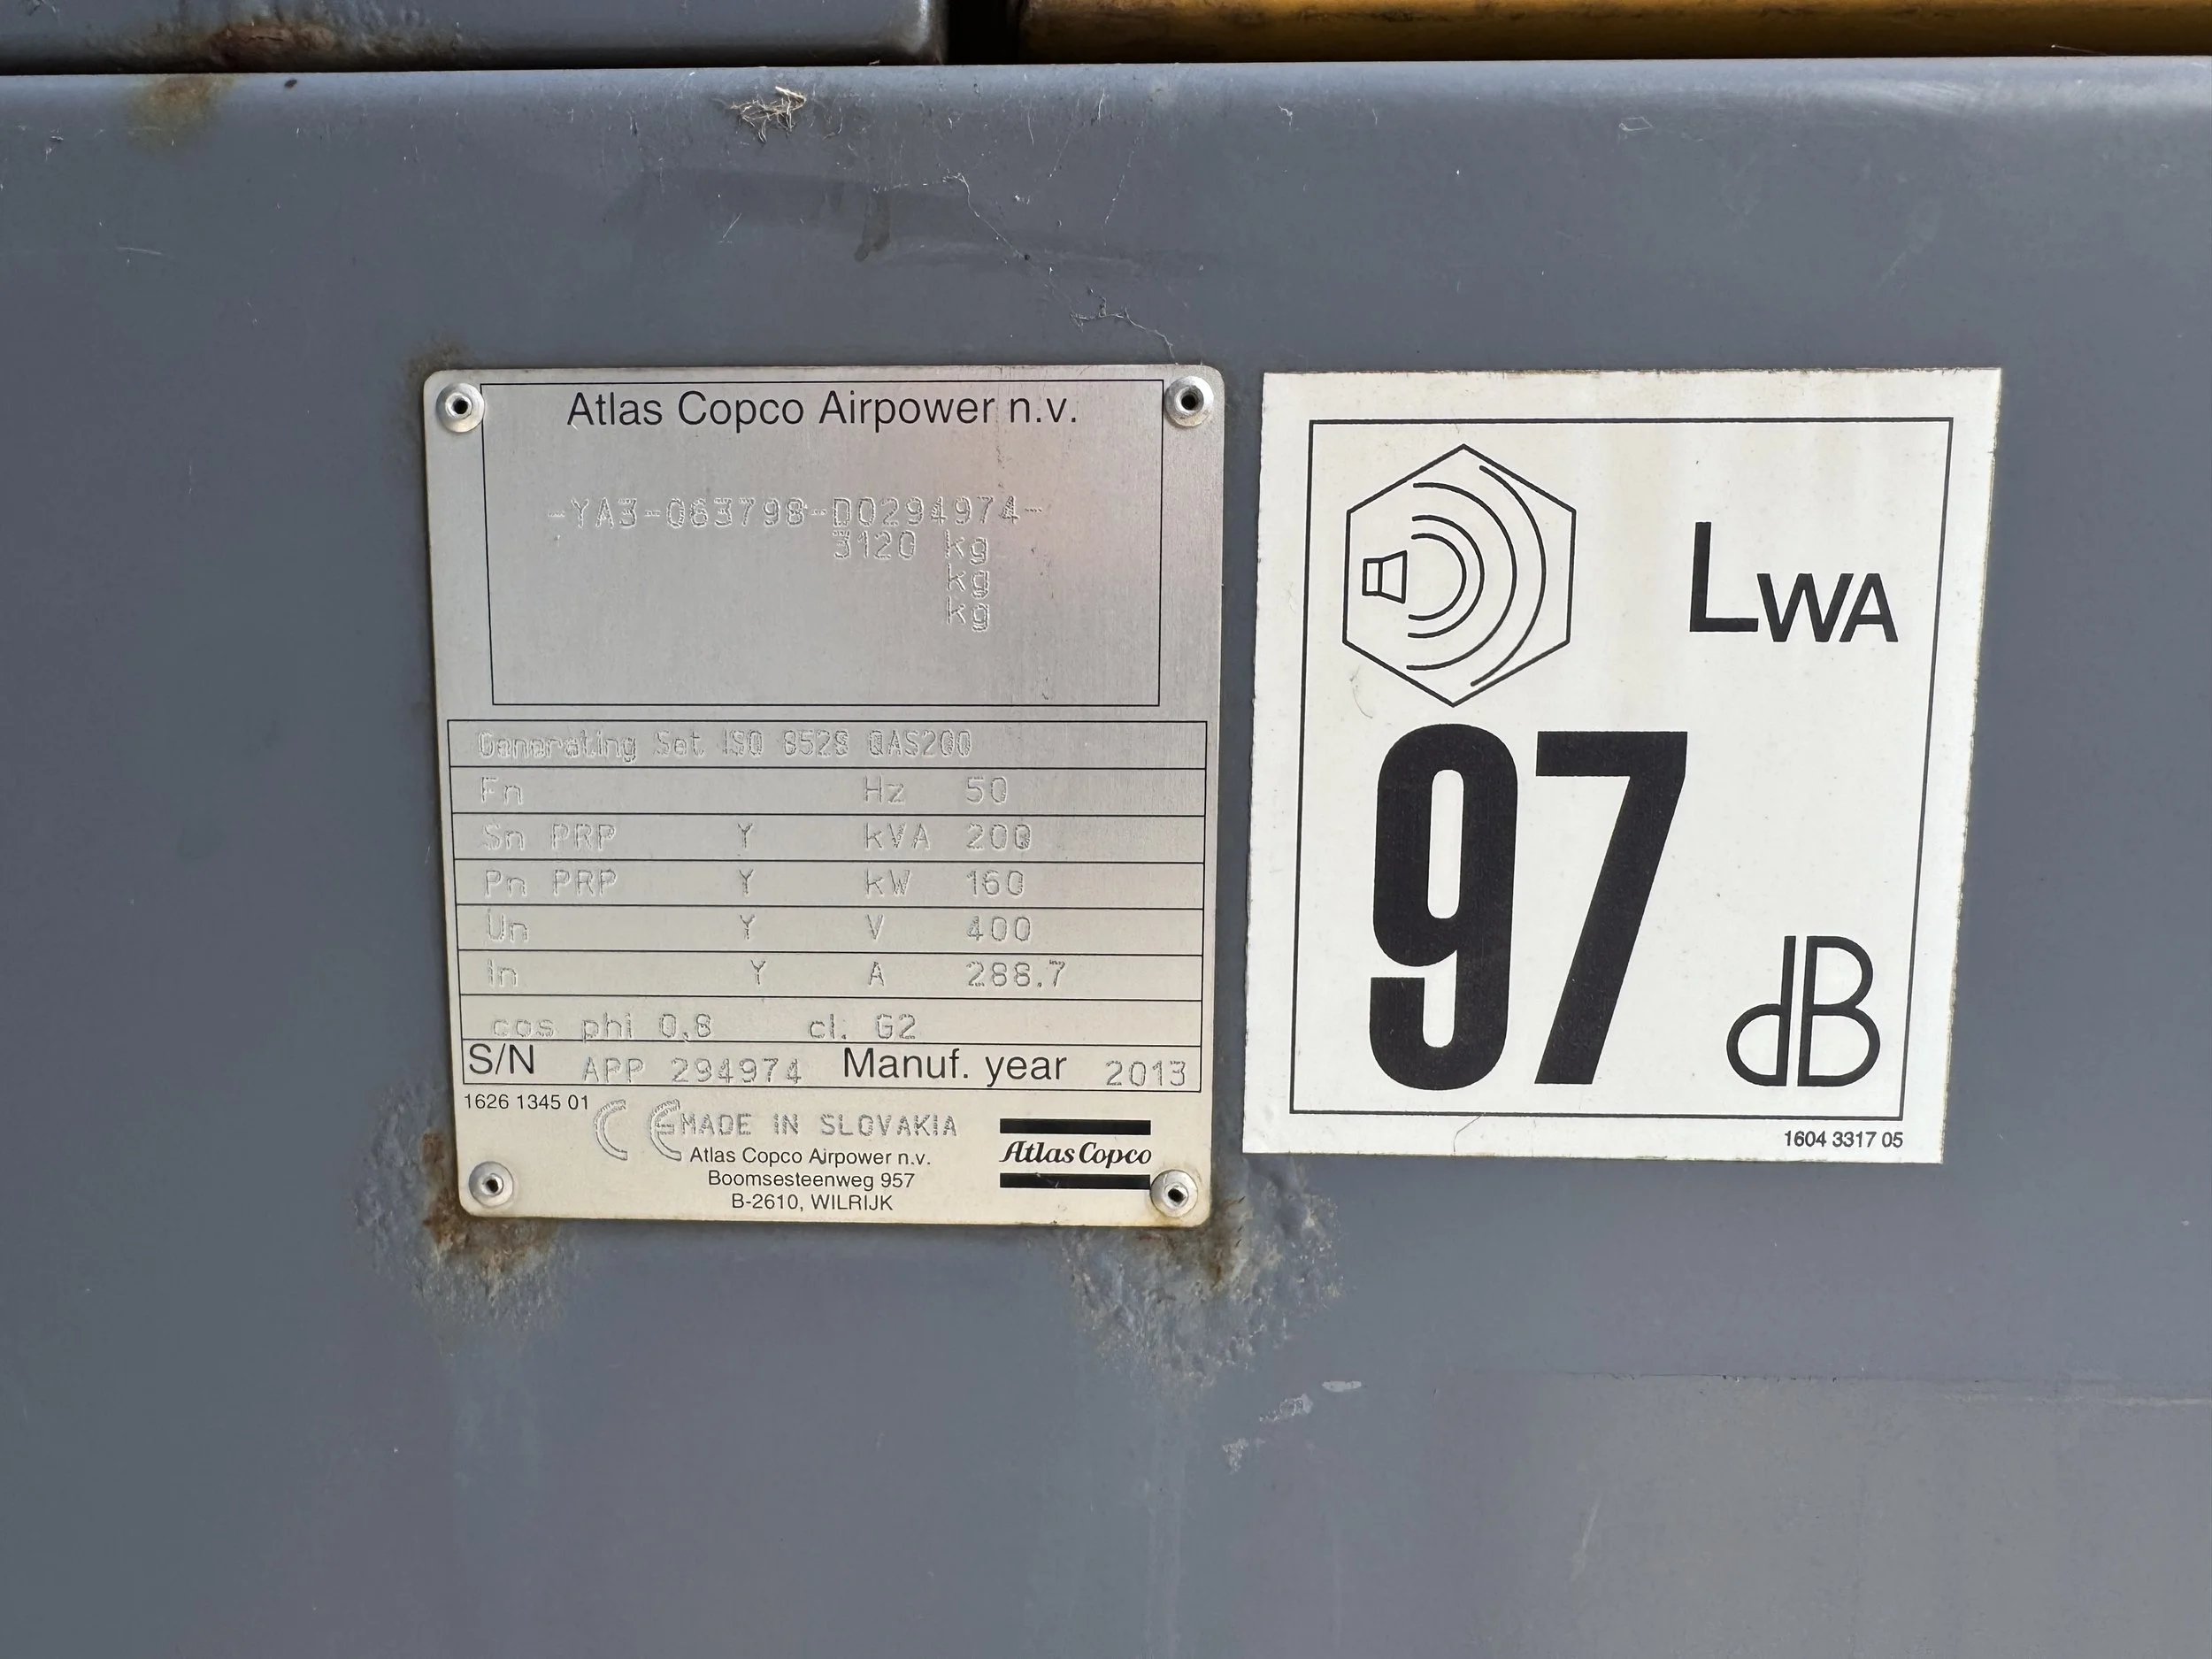 Atlas Copco Airpower n.v.
-YA3-063798-D0294974-
3120 kg
kg
kg
Generating Set ISO 8528 QAS200
Fn Hz 50
Sn PRP Y kVA 200
Pn PRP Y kW 160
Un Y V 400
In Y A 288.7
cos phi 0,8 cl. G2
S/N APP 294974 Manuf. year 2013
1626 1345 01
CE MADE IN SLOVAKIA
Atlas Copco Airpower n.v.
Boomsesteenweg 957
B-2610, WILRIJK
Atlas Copco
LWA
97
dB
1604 3317 05